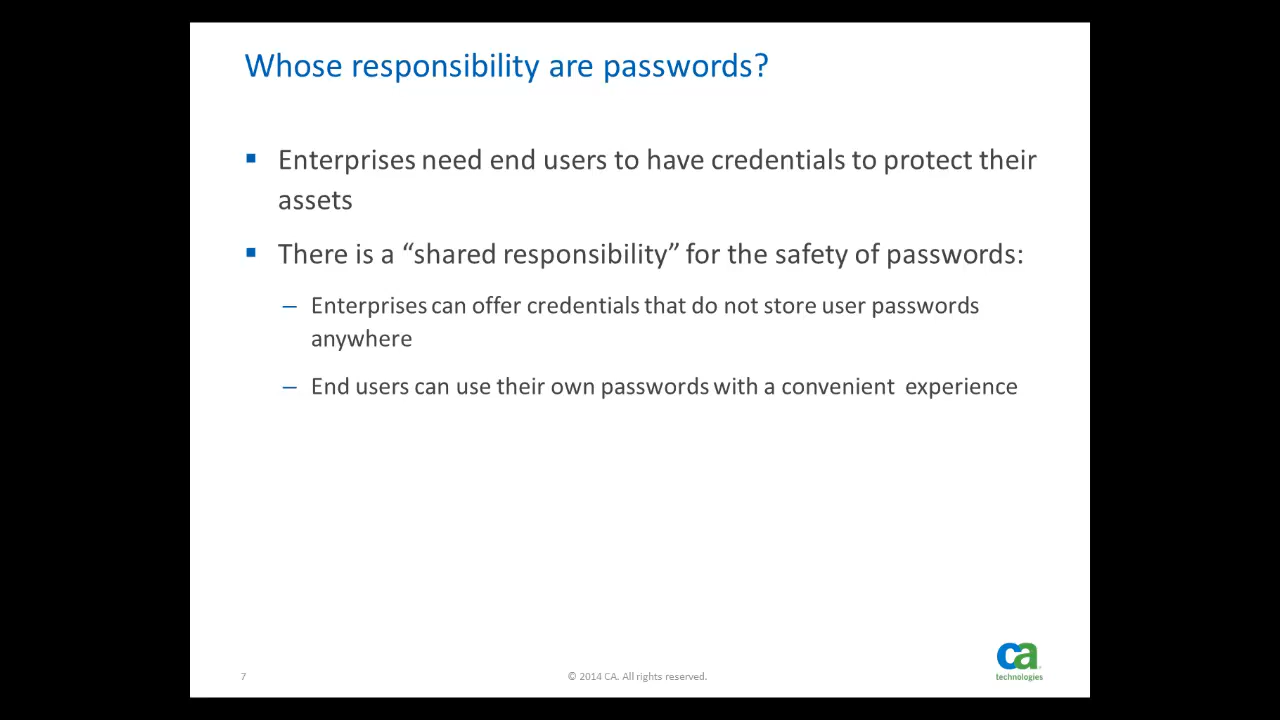 Whose responsibility are passwords?
▪ Enterprises need end users to have credentials to protect their
assets
▪ There is a “shared responsibility” for the safety of passwords:
– Enterprises can offer credentials that do not store user passwords
anywhere
– End users can use their own passwords with a convenient  experience
ca
technologies
7
© 2014 CA. All rights reserved.